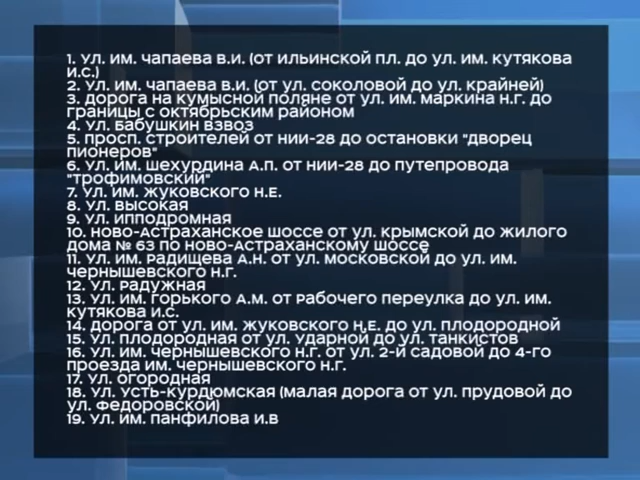 1. ул. им. Чапаева В.И. (от Ильинской пл. до ул. им. Кутякова
И.С.)
2. ул. им. Чапаева В.И. (от ул. Соколовой до ул. Крайней)
3. дорога на Кумысной поляне от ул. им. Маркина Н.Г. до
границы с Октябрьским районом
4. ул. Бабушкин взвоз
5. просп. Строителей от НИИ-28 до остановки "Дворец
пионеров"
6. ул. им. Шехурдина А.П. от НИИ-28 до путепровода
"Трофимовский"
7. ул. им. Жуковского Н.Е.
8. ул. Высокая
9. ул. Ипподромная
10. Ново-Астраханское шоссе от ул. Крымской до жилого
дома № 63 по Ново-Астраханскому шоссе
11. ул. им. Радищева А.Н. от ул. Московской до ул. им.
Чернышевского Н.Г.
12. ул. Радужная
13. ул. им. Горького А.М. от Рабочего переулка до ул. им.
Кутякова И.С.
14. дорога от ул. им. Жуковского Н.Е. до ул. Плодородной
15. ул. Плодородная от ул. Ударной до ул. Танкистов
16. ул. им. Чернышевского Н.Г. от ул. 2-й Садовой до 4-го
проезда им. Чернышевского Н.Г.
17. ул. Огородная
18. ул. Усть-Курдюмская (малая дорога от ул. Прудовой до
ул. Федоровской)
19. ул. им. Панфилова И.В